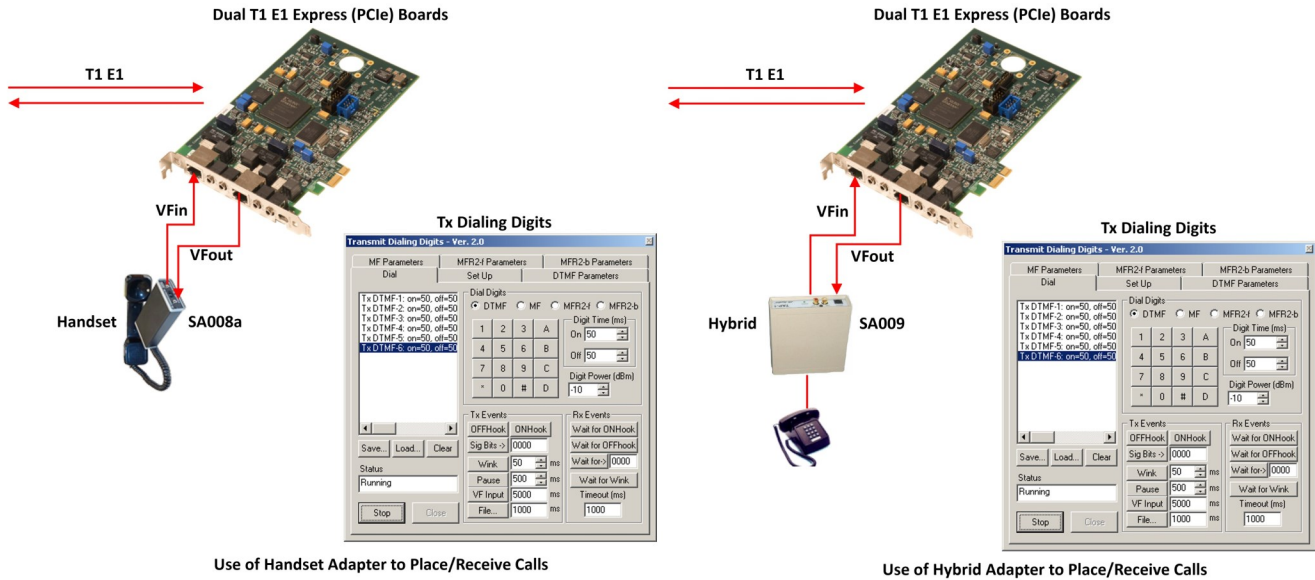 Dual T1 E1 Express (PCIe) Boards
T1 E1
VFin
VFout
Handset
SA008a
Tx Dialing Digits
Transmit Dialing Digits - Ver. 2.0
MF Parameters
MFR2-f Parameters
MFR2-b Parameters
Dial
Set Up
DTMF Parameters
Tx DTMF-1: on=50, off=50
Tx DTMF-2: on=50, off=50
Tx DTMF-3: on=50, off=50
Tx DTMF-4: on=50, off=50
Tx DTMF-5: on=50, off=50
Tx DTMF-6: on=50, off=50
Dial Digits
DTMF MF MFR2-f MFR2-b
1 2 3 A
4 5 6 B
7 8 9 C
* 0 # D
Digit Time (ms)
On 50
Off 50
Digit Power (dBm)
-10
Save... Load... Clear
Status
Running
Stop Close
Tx Events
OFFHook ONHook
Sig Bits -> 0000
Wink 50 ms
Pause 500 ms
VF Input 5000 ms
File... 1000 ms
Rx Events
Wait for ONHook
Wait for OFFhook
Wait for-> 0000
Wait for Wink
Timeout (ms)
1000
Use of Handset Adapter to Place/Receive Calls
Dual T1 E1 Express (PCIe) Boards
T1 E1
VFin
VFout
Hybrid
SA009
Tx Dialing Digits
Transmit Dialing Digits - Ver. 2.0
MF Parameters
MFR2-f Parameters
MFR2-b Parameters
Dial
Set Up
DTMF Parameters
Tx DTMF-1: on=50, off=50
Tx DTMF-2: on=50, off=50
Tx DTMF-3: on=50, off=50
Tx DTMF-4: on=50, off=50
Tx DTMF-5: on=50, off=50
Tx DTMF-6: on=50, off=50
Dial Digits
DTMF MF MFR2-f MFR2-b
1 2 3 A
4 5 6 B
7 8 9 C
* 0 # D
Digit Time (ms)
On 50
Off 50
Digit Power (dBm)
-10
Save... Load... Clear
Status
Running
Stop Close
Tx Events
OFFHook ONHook
Sig Bits -> 0000
Wink 50 ms
Pause 500 ms
VF Input 5000 ms
File... 1000 ms
Rx Events
Wait for ONHook
Wait for OFFhook
Wait for-> 0000
Wait for Wink
Timeout (ms)
1000
Use of Hybrid Adapter to Place/Receive Calls